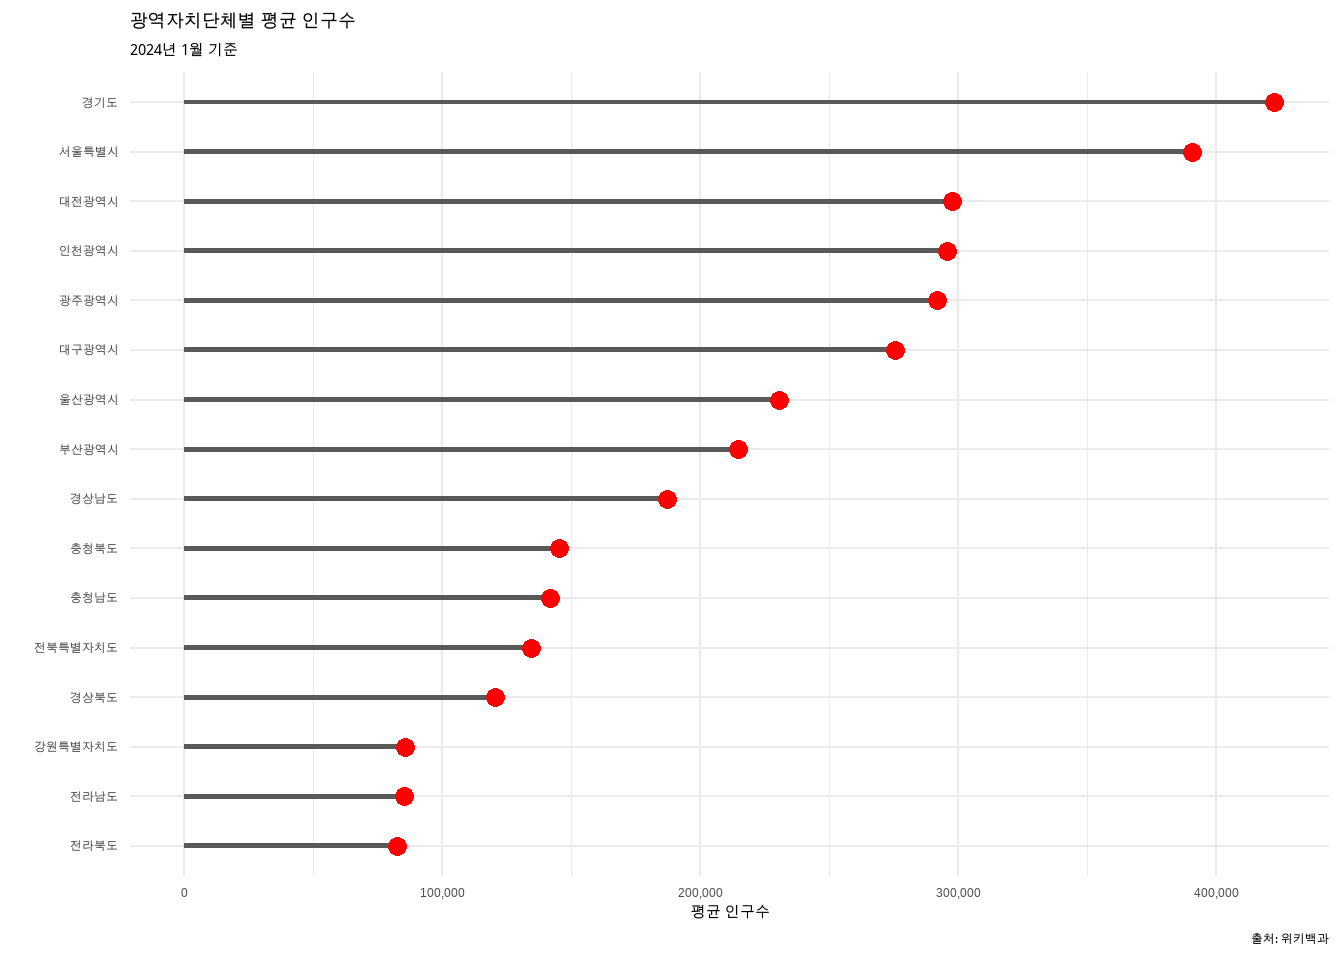 광역자치단체별 평균 인구수
2024년 1월 기준
경기도
서울특별시
대전광역시
인천광역시
광주광역시
대구광역시
울산광역시
부산광역시
경상남도
충청북도
충청남도
전북특별자치도
경상북도
강원특별자치도
전라남도
전라북도
0 100,000 200,000 300,000 400,000
평균 인구수
출처: 위키백과